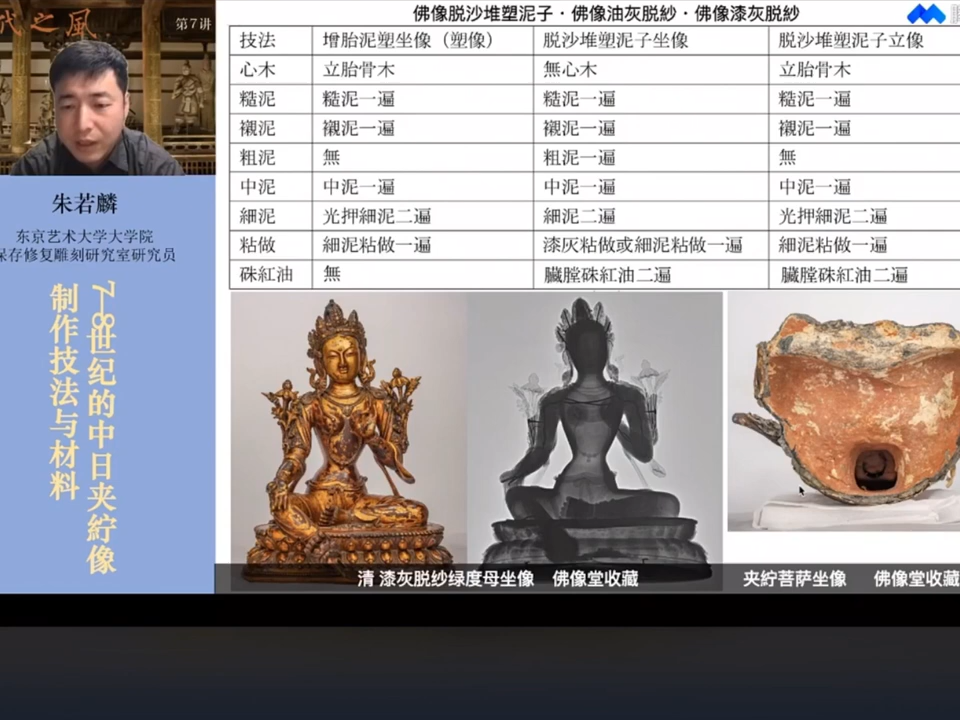 代之風
第7讲
朱若麟
东京艺术大学大学院
保存修复雕刻研究室研究员
7—8世纪的中日夹紵像
制作技法与材料
佛像脱沙堆塑泥子·佛像油灰脱紗·佛像漆灰脱紗
技法 增胎泥塑坐像（塑像） 脱沙堆塑泥子坐像 脱沙堆塑泥子立像
心木 立胎骨木 無心木 立胎骨木
糙泥 糙泥一遍 糙泥一遍 糙泥一遍
襯泥 襯泥一遍 襯泥一遍 襯泥一遍
粗泥 無 粗泥一遍 無
中泥 中泥一遍 中泥一遍 中泥一遍
細泥 光押細泥二遍 細泥二遍 光押細泥二遍
粘做 細泥粘做一遍 漆灰粘做或細泥粘做一遍 細泥粘做一遍
硃紅油 無 臟膛硃紅油二遍 臟膛硃紅油二遍
清 漆灰脱紗绿度母坐像 佛像堂收藏
夹紵菩萨坐像 佛像堂收藏